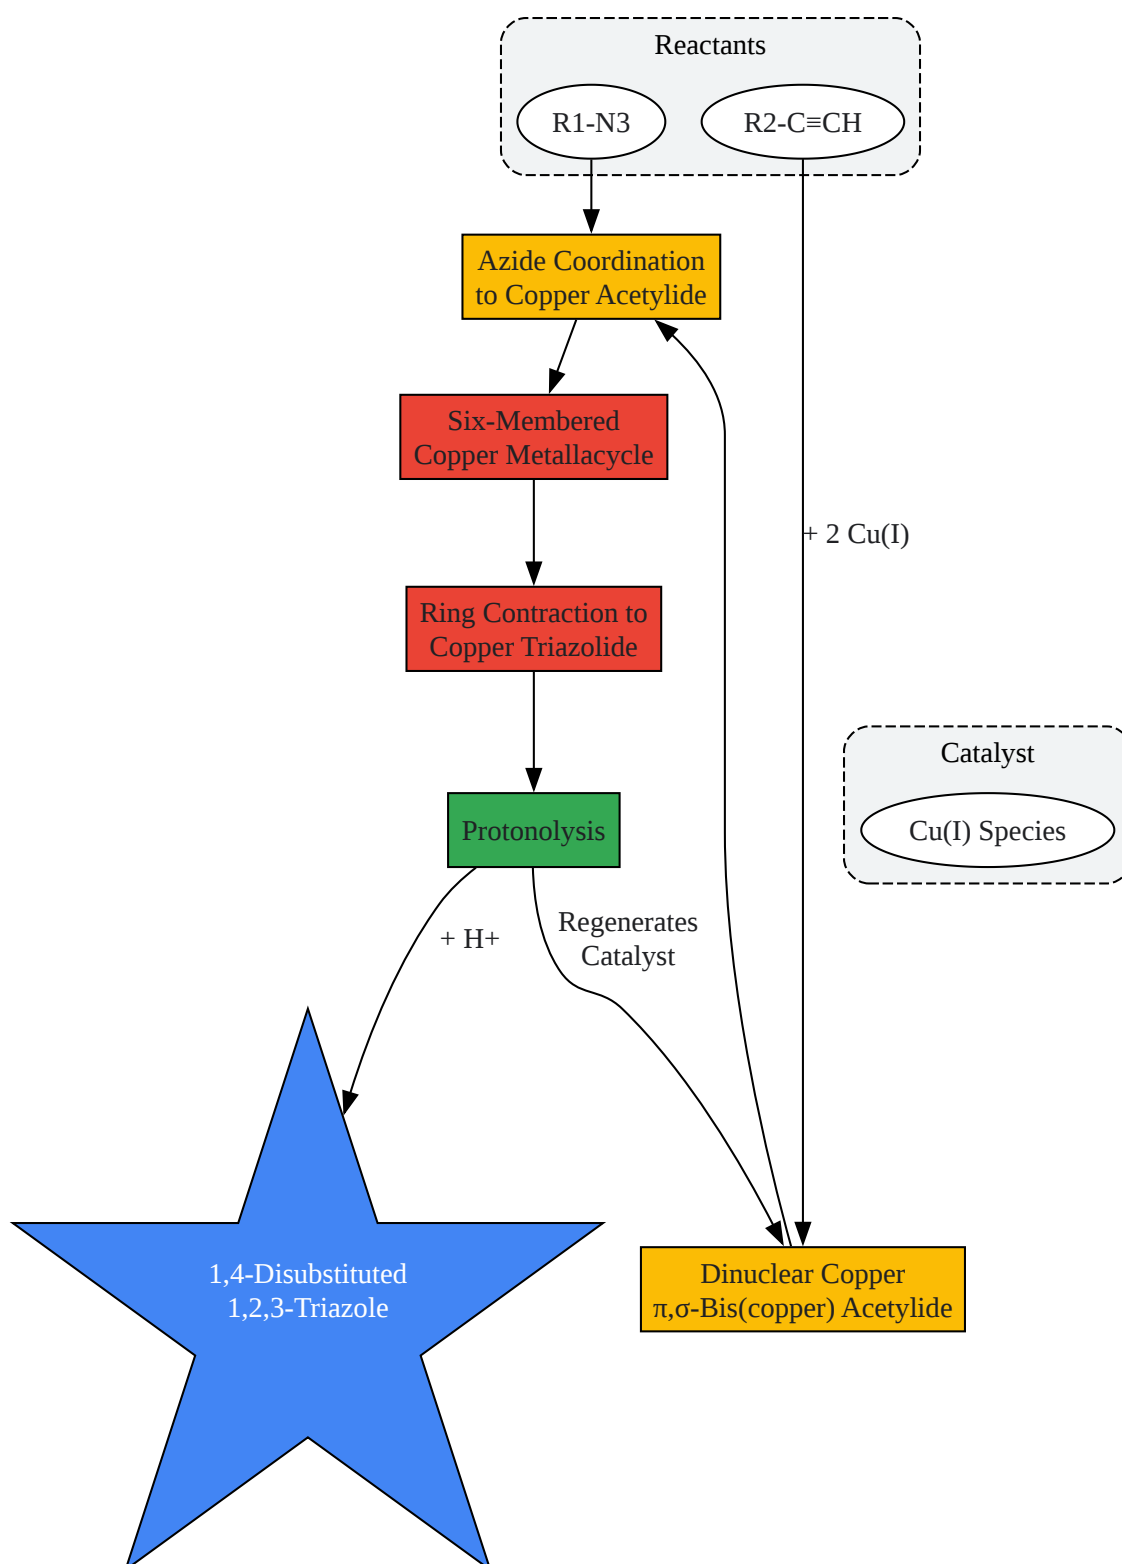 Reactants
R1-N3
R2-C≡CH
Azide Coordination
to Copper Acetylide
Six-Membered
Copper Metallacycle
+ 2 Cu(I)
Ring Contraction to
Copper Triazolide
Catalyst
Cu(I) Species
Protonolysis
+ H+
Regenerates
Catalyst
1,4-Disubstituted
1,2,3-Triazole
Dinuclear Copper
π,σ-Bis(copper) Acetylide